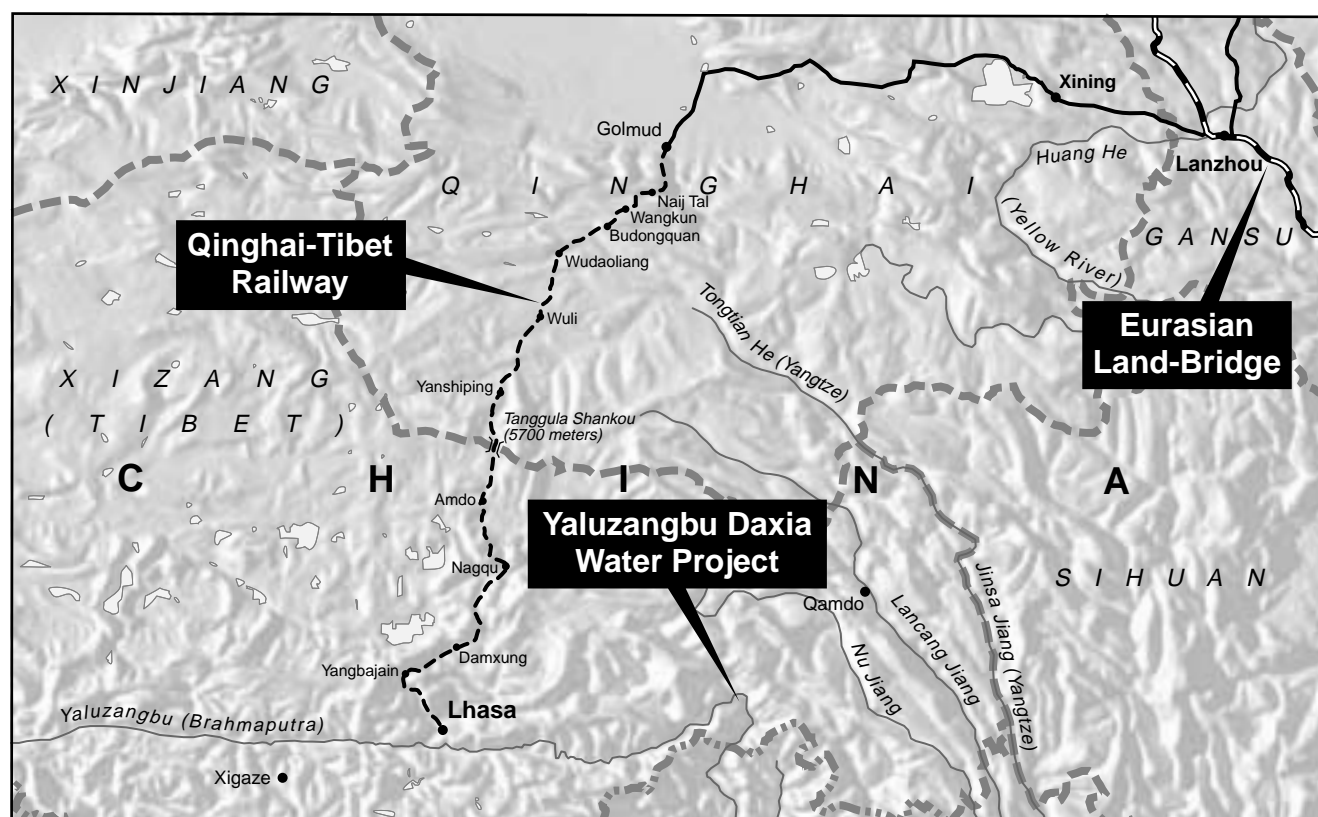 XINJIANG
Xining
Golmud
Huang He
Lanzhou
QINGHAI
Naij Tal
Wangkun
Budongquan
(Yellow River)
GANSU
Qinghai-Tibet
Railway
Wudaoliang
Wuli
Tongtian He (Yangtze)
Eurasian
Land-Bridge
XIZANG
(TIBET)
Yanshiping
Tanggula Shankou
(5700 meters)
CHINA
Amdo
Yaluzangbu Daxia
Water Project
Nagqu
Qamdo
SIHUAN
Lancang Jiang
Jinsa Jiang (Yangtze)
Nu Jiang
Damxung
Yangbajain
Lhasa
Yaluzangbu (Brahmaputra)
Xigaze